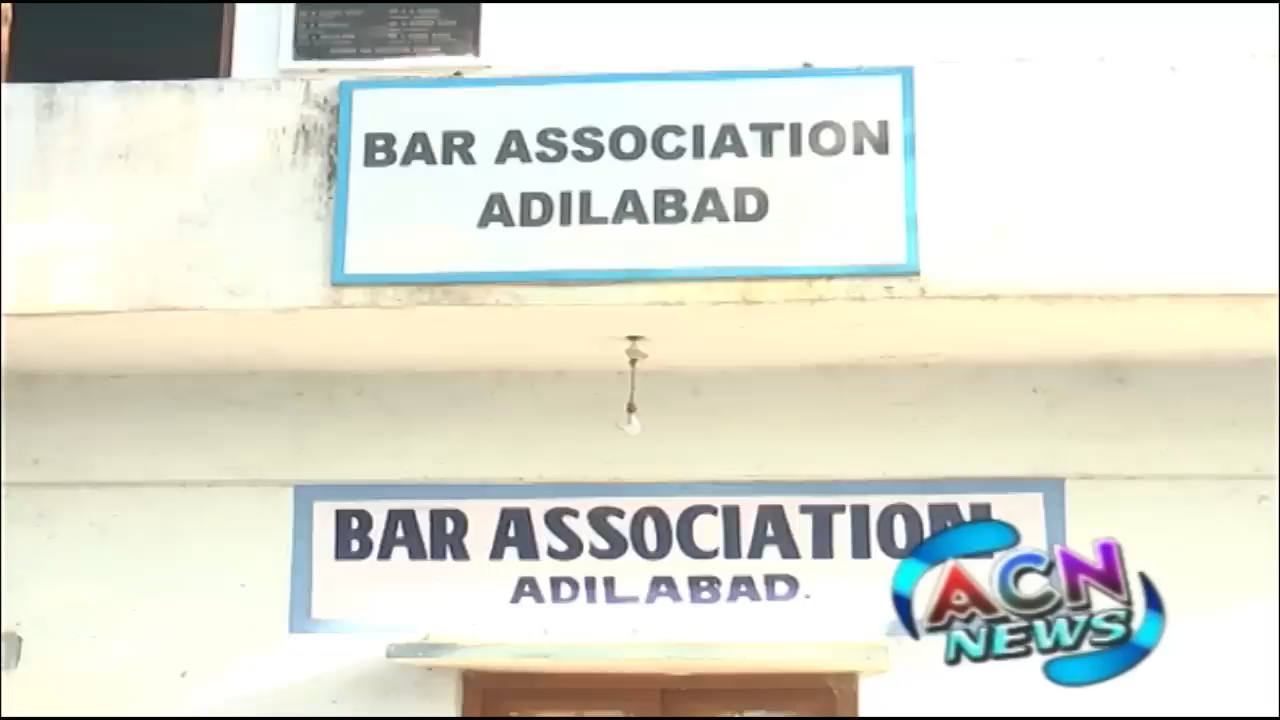 BAR ASSOCIATION
ADILABAD
BAR ASSOCIATION
ADILABAD.
ACN
NEWS